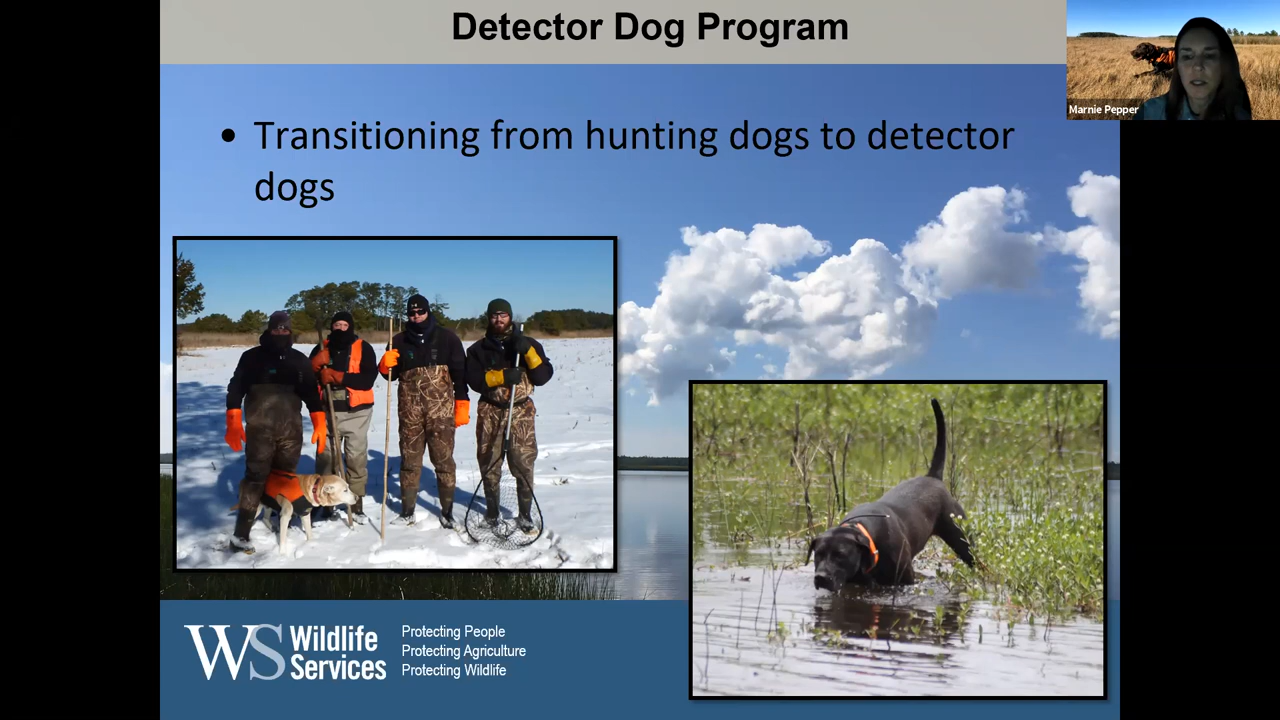 Detector Dog Program
Marnie Pepper
• Transitioning from hunting dogs to detector
dogs
WS Wildlife
Services
Protecting People
Protecting Agriculture
Protecting Wildlife